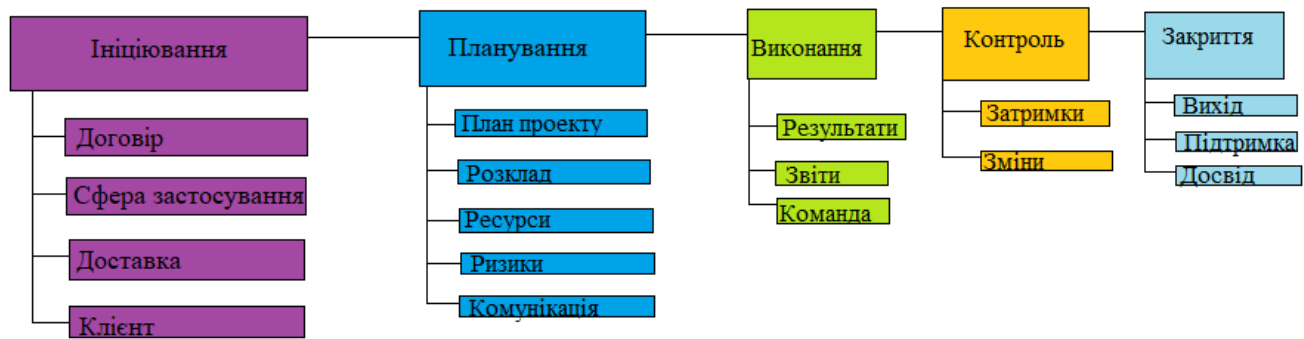 Ініціювання
Договір
Сфера застосування
Доставка
Клієнт
Планування
План проекту
Розклад
Ресурси
Ризики
Комунікація
Виконання
Результати
Звіти
Команда
Контроль
Затримки
Зміни
Закриття
Вихід
Підтримка
Досвід